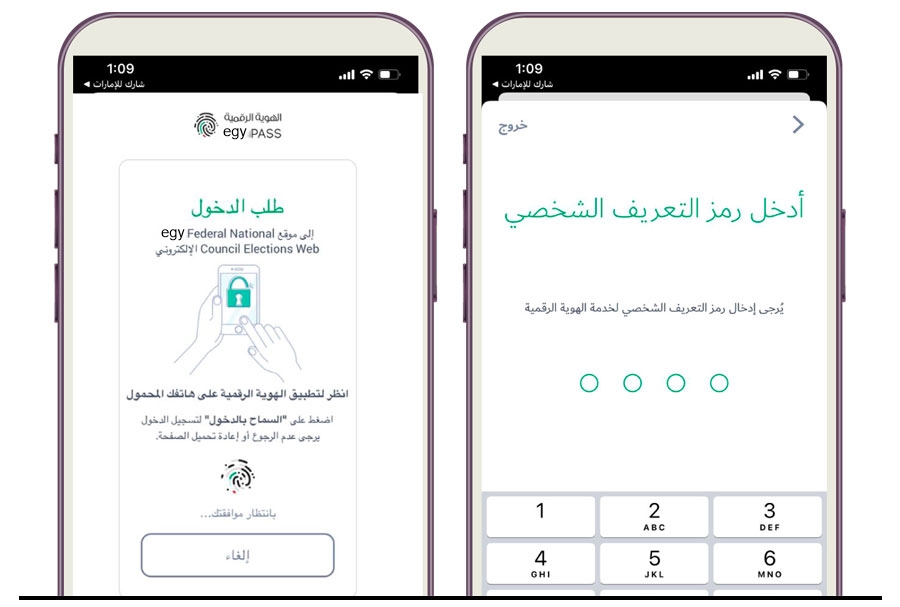 1:09
شارك للإمارات ◀
الهوية الرقمية
egy PASS
طلب الدخول
إلى موقع egy Federal National
Council Elections Web الإلكتروني
انظر لتطبيق الهوية الرقمية على هاتفك المحمول
اضغط على "السماح بالدخول" لتسجيل الدخول
يرجى عدم الرجوع أو إعادة تحميل الصفحة.
بانتظار موافقتك...
إلغاء
1:09
شارك للإمارات ◀
خروج
أدخل رمز التعريف الشخصي
يُرجى إدخال رمز التعريف الشخصي لخدمة الهوية الرقمية
1 2 3
ABC DEF
4 5 6
GHI JKL MNO